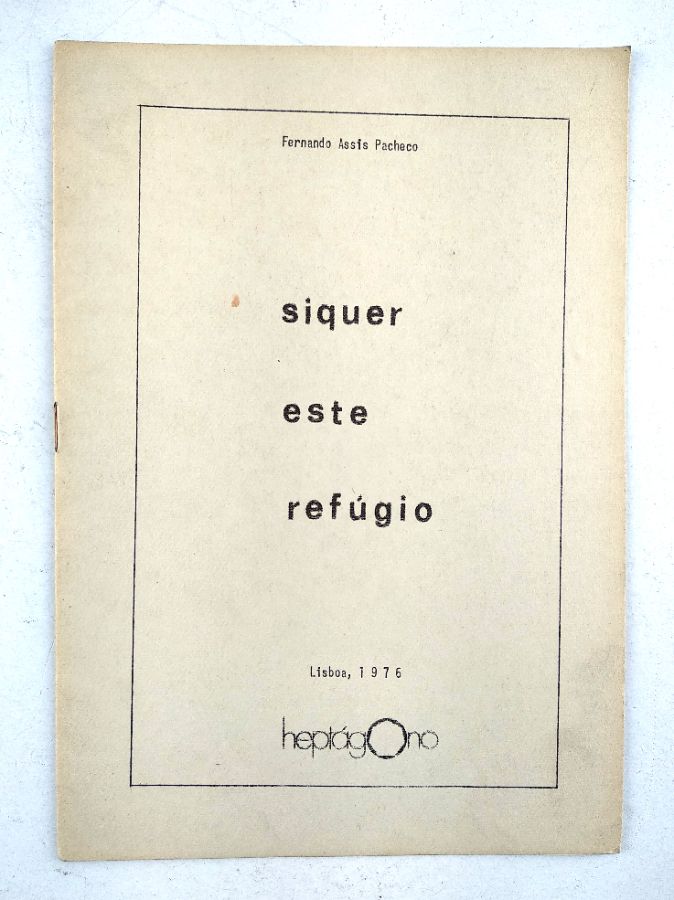 Fernando Assis Pacheco
siquer
este
refúgio
Lisboa, 1976
heptágOno